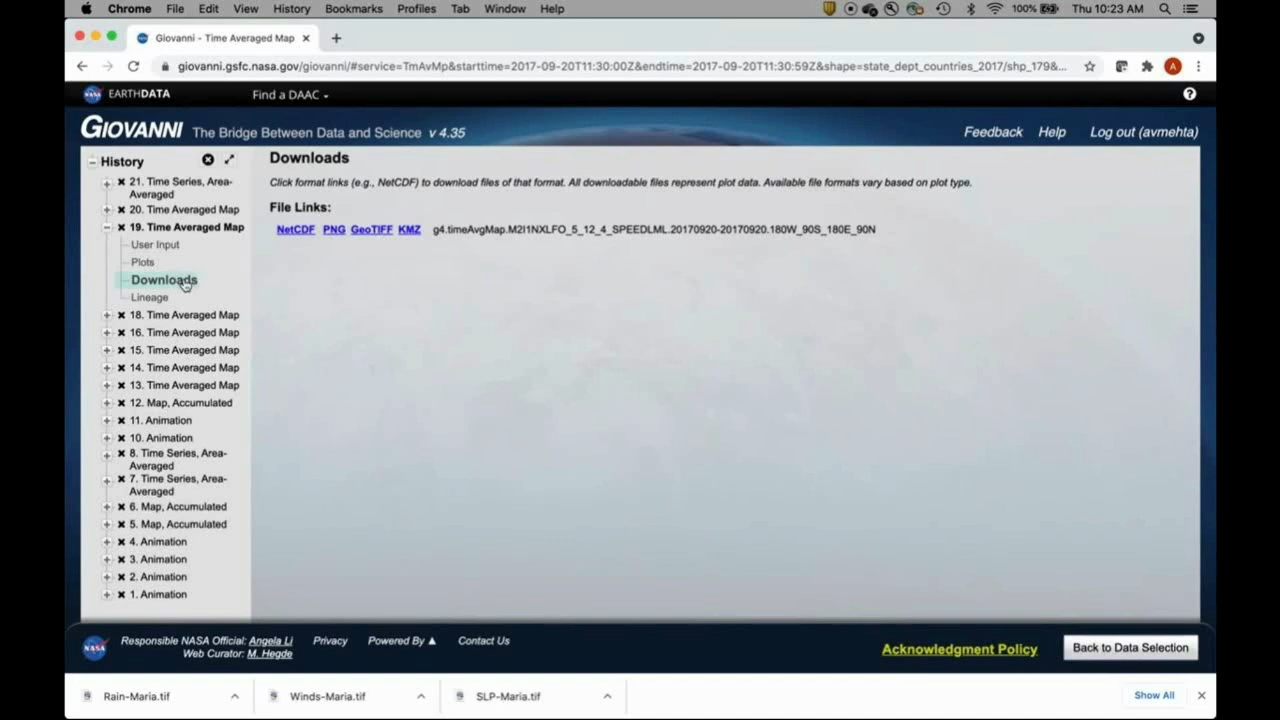 Chrome File Edit View History Bookmarks Profiles Tab Window Help 100% Thu 10:23 AM
Giovanni - Time Averaged Map
giovanni.gsfc.nasa.gov/giovanni/#service=TmAvMp&starttime=2017-09-20T11:30:00Z&endtime=2017-09-20T11:30:59Z&shape=state_dept_countries_2017/shp_179&...
A
EARTHDATA Find a DAAC
GIOVANNI The Bridge Between Data and Science v 4.35 Feedback Help Log out (avmehta)
History
21. Time Series, Area-
Averaged
20. Time Averaged Map
19. Time Averaged Map
User Input
Plots
Downloads
Lineage
18. Time Averaged Map
16. Time Averaged Map
15. Time Averaged Map
14. Time Averaged Map
13. Time Averaged Map
12. Map, Accumulated
11. Animation
10. Animation
8. Time Series, Area-
Averaged
7. Time Series, Area-
Averaged
6. Map, Accumulated
5. Map, Accumulated
4. Animation
3. Animation
2. Animation
1. Animation
Downloads
Click format links (e.g., NetCDF) to download files of that format. All downloadable files represent plot data. Available file formats vary based on plot type.
File Links:
NetCDF PNG GeoTIFF KMZ g4.timeAvgMap.M2I1NXLFO_5_12_4_SPEEDLML.20170920-20170920.180W_90S_180E_90N
NASA
Responsible NASA Official: Angela Li Privacy Powered By Contact Us
Web Curator: M. Hegde
Acknowledgment Policy Back to Data Selection
Rain-Maria.tif Winds-Maria.tif SLP-Maria.tif Show All